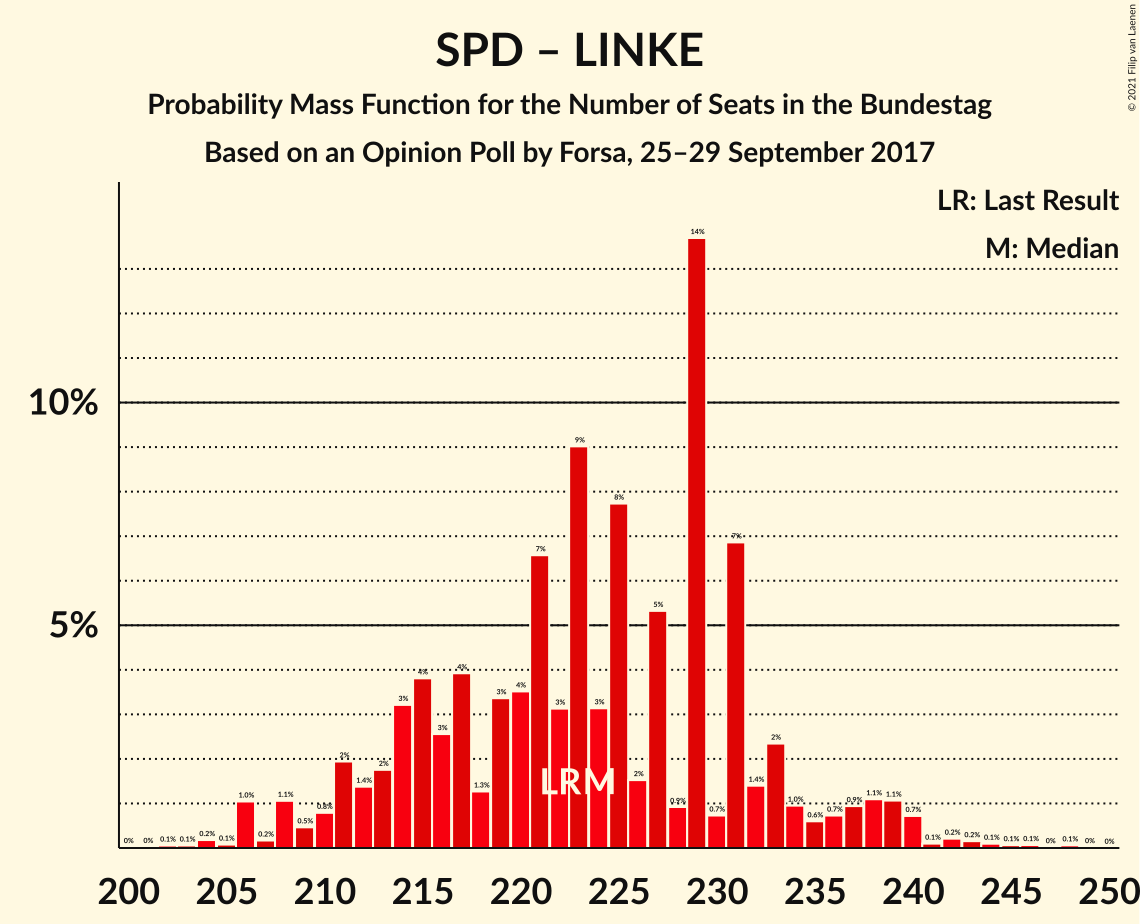 SPD – LINKE
Probability Mass Function for the Number of Seats in the Bundestag
Based on an Opinion Poll by Forsa, 25–29 September 2017
© 2021 Filip van Laenen
LR: Last Result
M: Median
10%
5%
0% 0% 0.1% 0.1% 0.2% 0.1% 1.0% 0.2% 1.1% 0.5% 0.8% 2% 1.4% 2% 3% 4% 3% 4% 1.3% 3% 4% 7% 3% 9% 3% 8% 2% 5% 0.9% 14% 0.7% 7% 1.4% 2% 1.0% 0.6% 0.7% 0.9% 1.1% 1.1% 0.7% 0.1% 0.2% 0.2% 0.1% 0.1% 0.1% 0% 0.1% 0% 0%
LR M
200 205 210 215 220 225 230 235 240 245 250